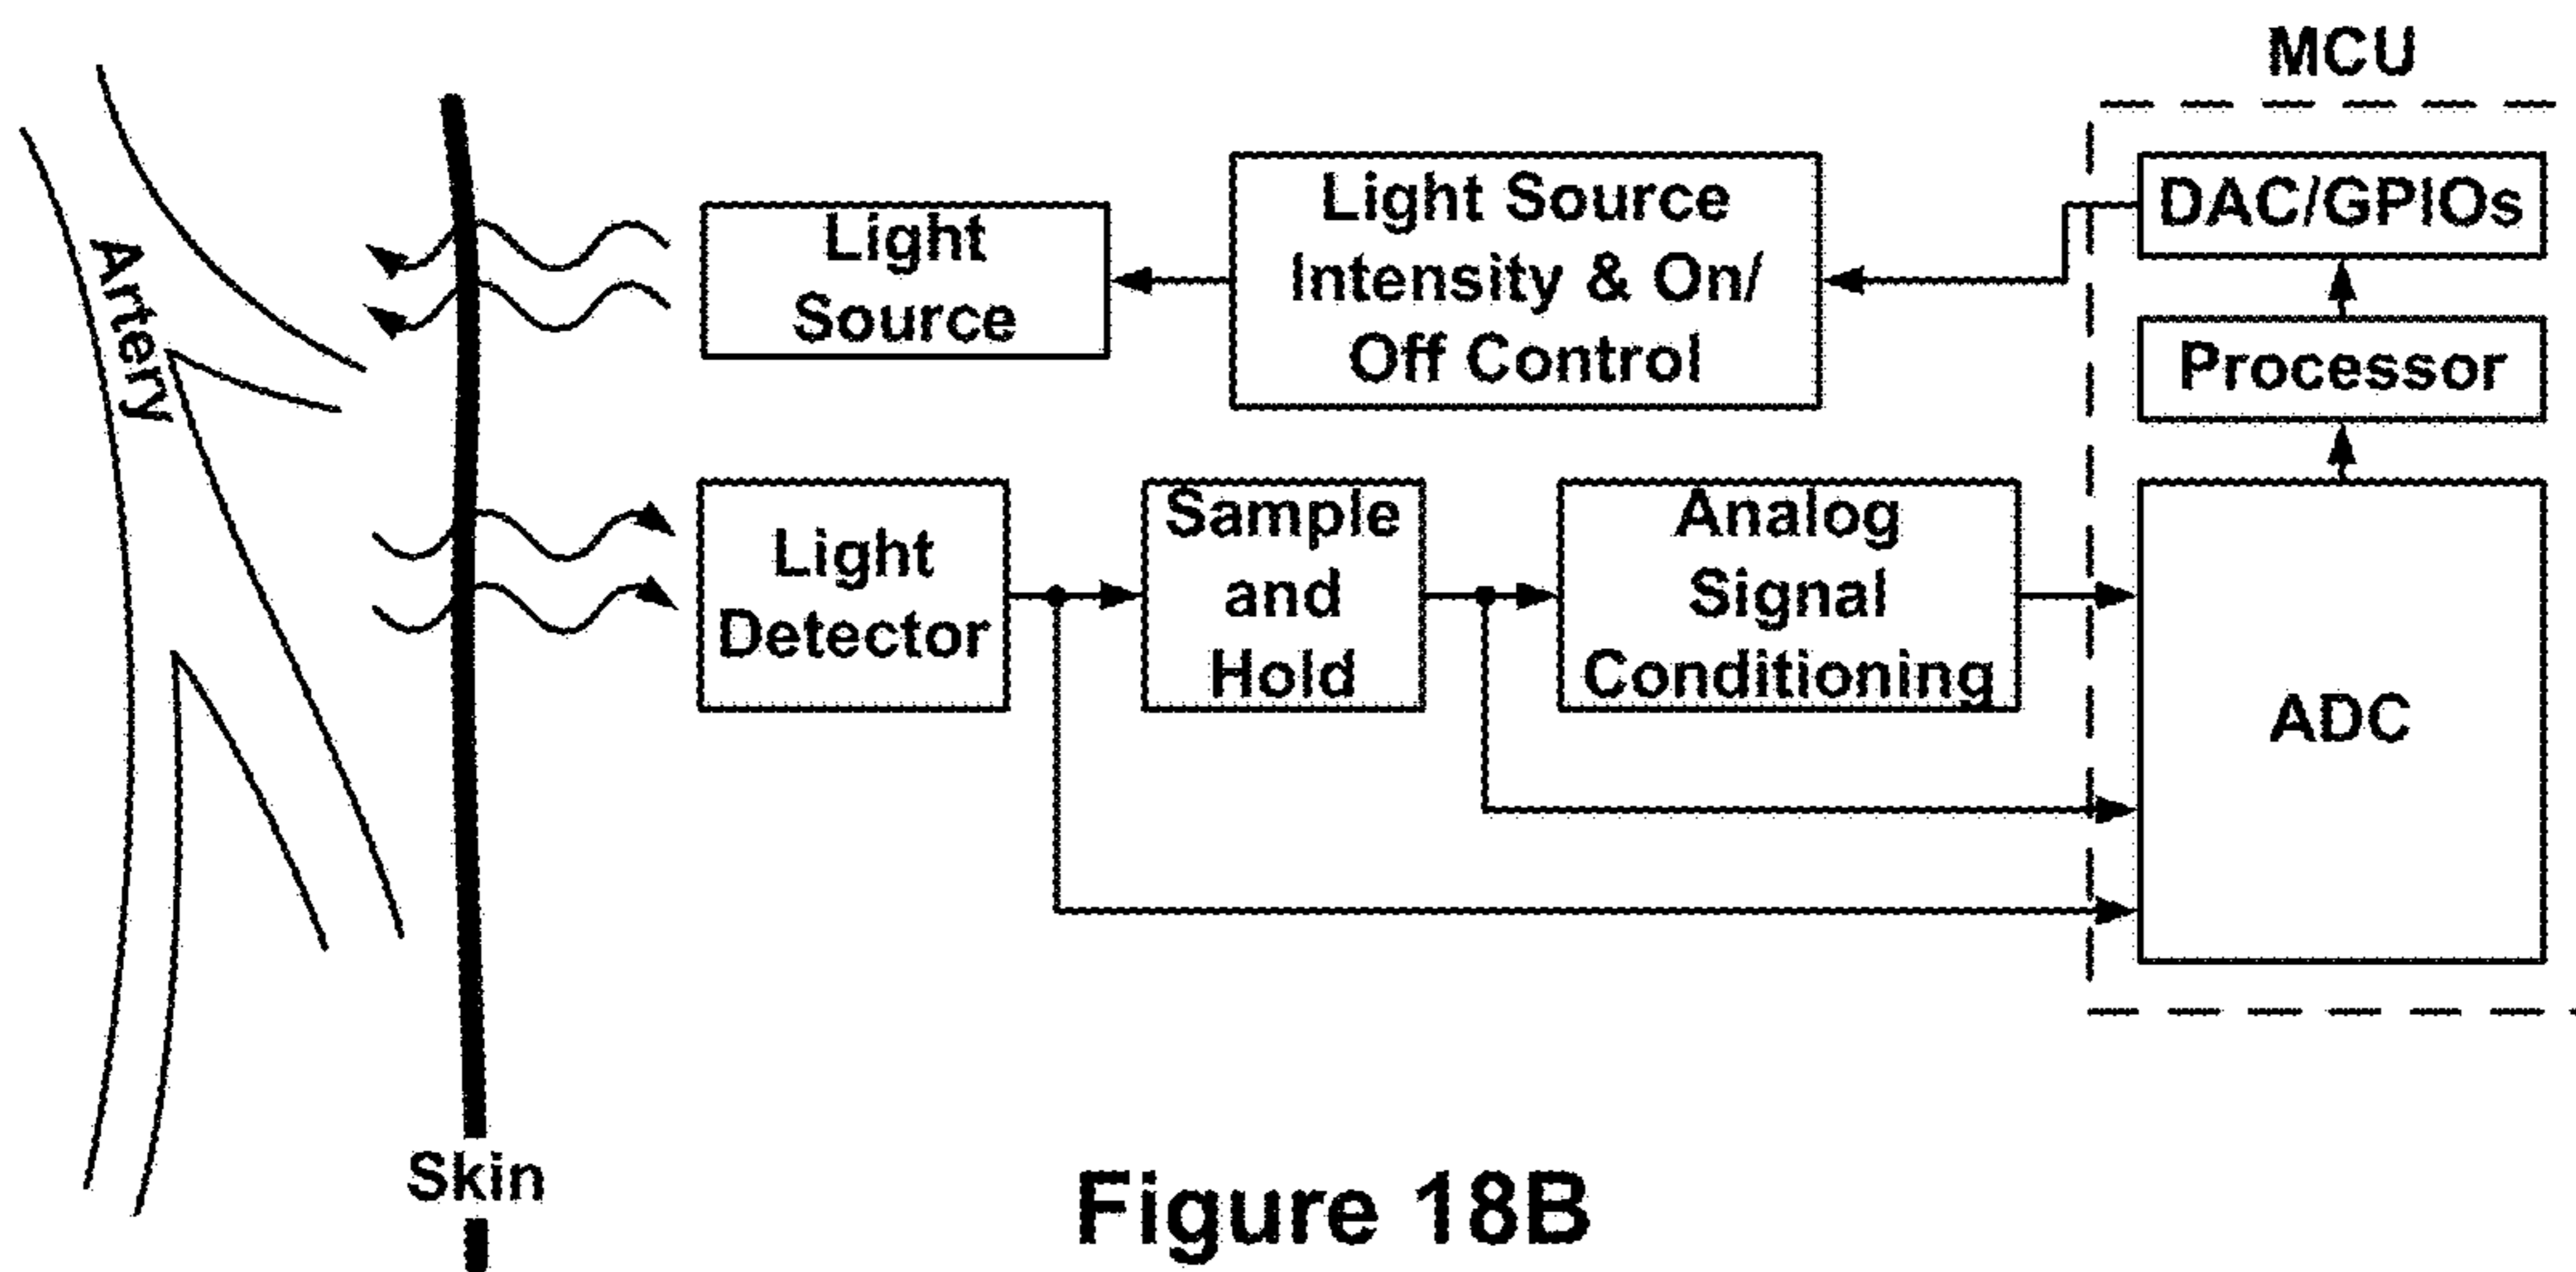 MCU
Light Source
Intensity & On/
Off Control
DAC/GPIOs
Light
Source
Artery
Processor
Light
Detector
Sample
and
Hold
Analog
Signal
Conditioning
ADC
Skin
Figure 18B